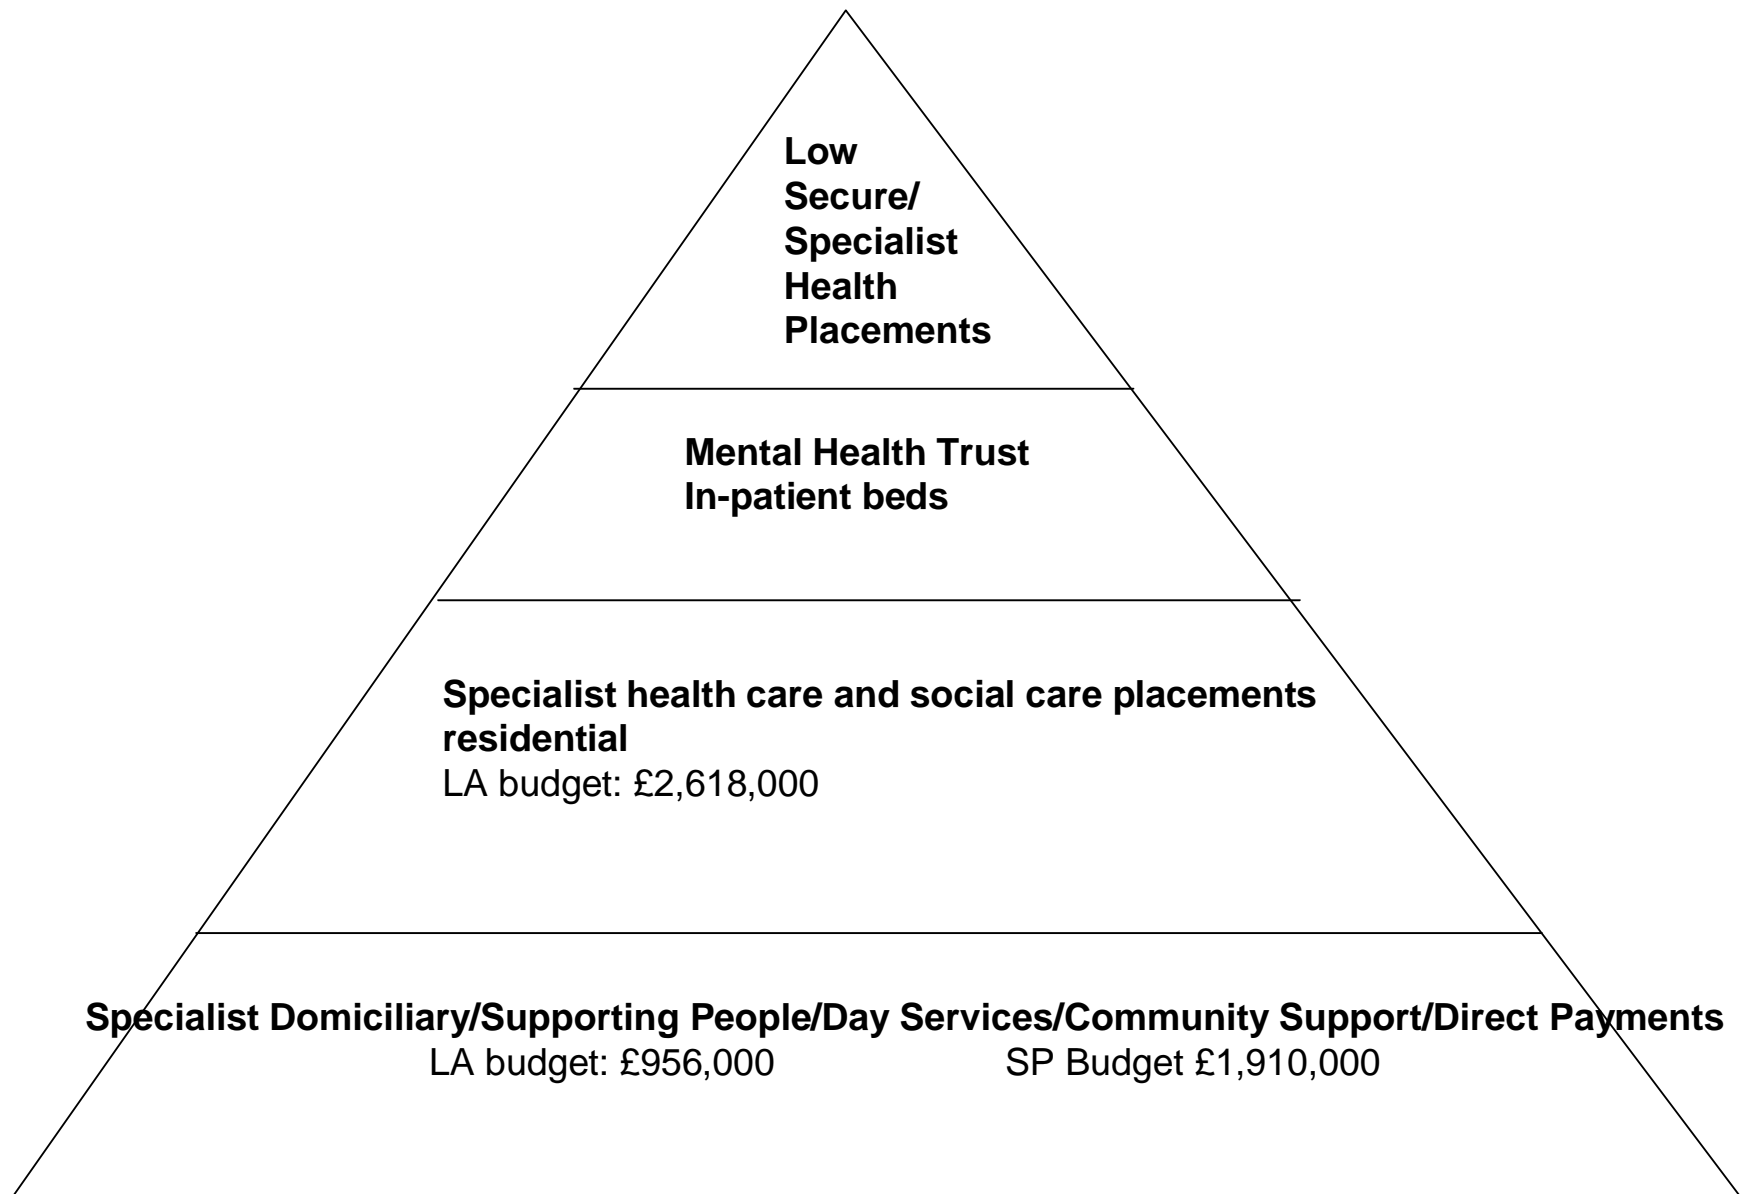 Low
Secure/
Specialist
Health
Placements
Mental Health Trust
In-patient beds
Specialist health care and social care placements
residential
LA budget: £2,618,000
Specialist Domiciliary/Supporting People/Day Services/Community Support/Direct Payments
LA budget: £956,000 SP Budget £1,910,000